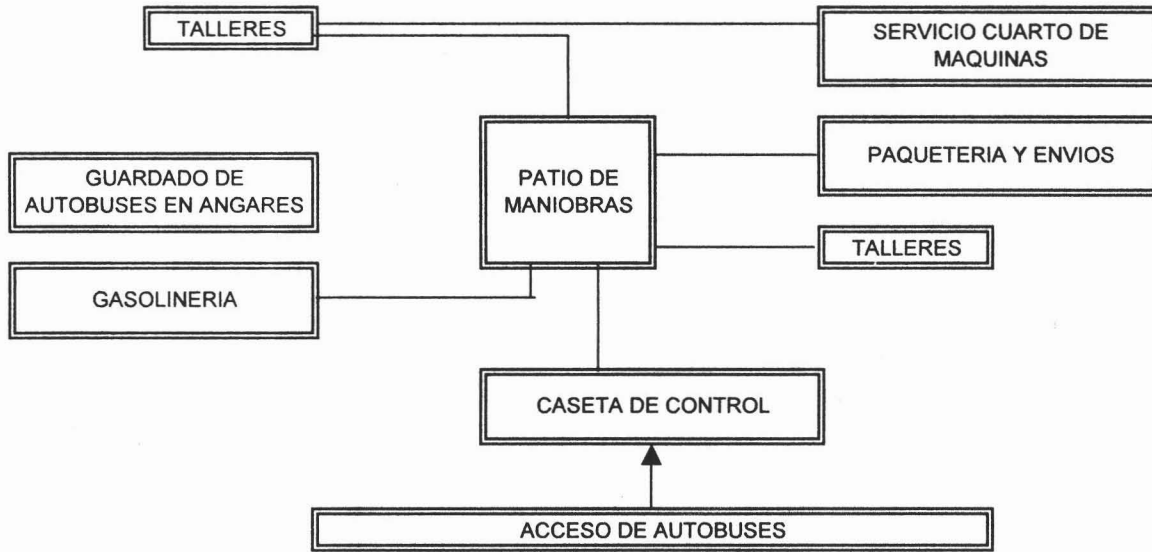 TALLERES
SERVICIO CUARTO DE
MAQUINAS
PATIO DE
MANIOBRAS
PAQUETERIA Y ENVIOS
GUARDADO DE
AUTOBUSES EN ANGARES
TALLERES
GASOLINERIA
CASETA DE CONTROL
ACCESO DE AUTOBUSES